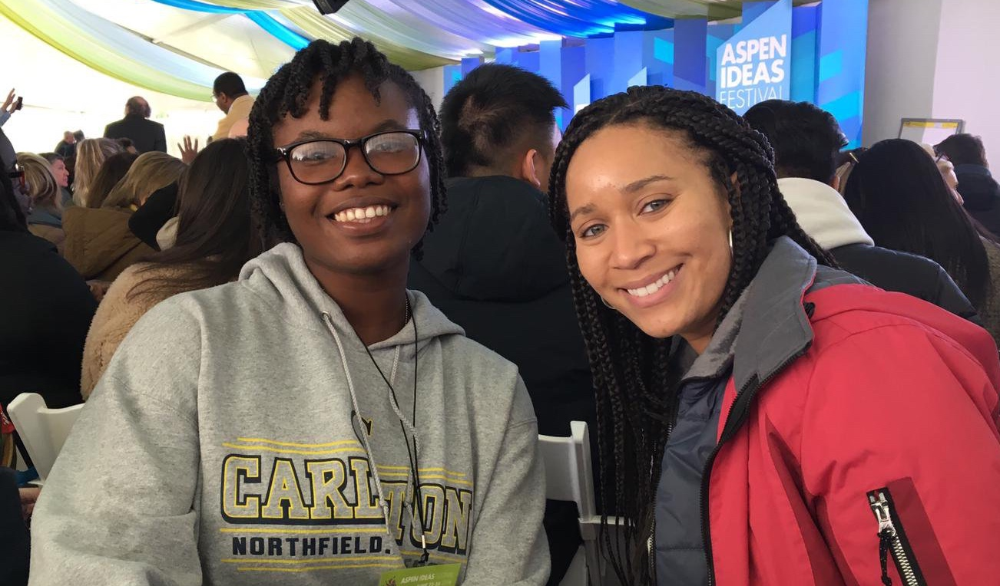 ASPEN
IDEAS
FESTIVAL
CARLETON
NORTHFIELD,
ASPEN IDEAS